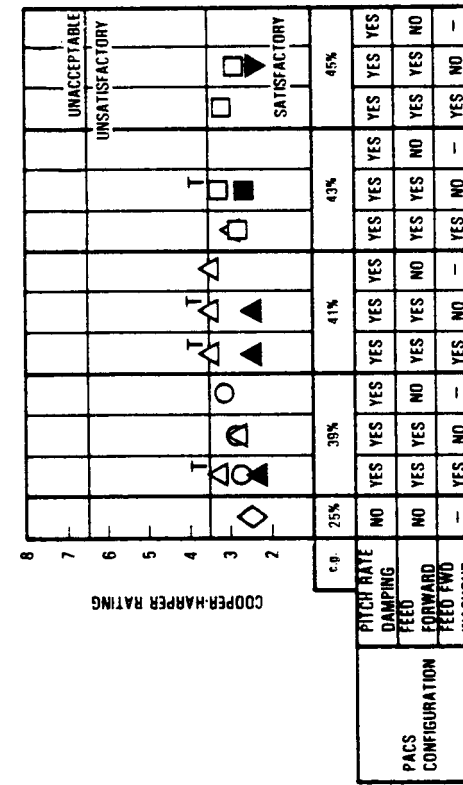 COOPER-HARPER RATING
8
7
6
5
4
3
2
UNACCEPTABLE
UNSATISFACTORY
SATISFACTORY
T
T
T
T
c.g. 25% 39% 41% 43% 45%
PACS
CONFIGURATION
PITCH RATE
DAMPING
NO YES YES YES YES YES YES YES YES YES YES YES YES
FEED
FORWARD
NO YES YES NO YES YES NO YES YES NO YES YES NO
FEED FWD
– YES NO – YES NO – YES NO – YES NO –